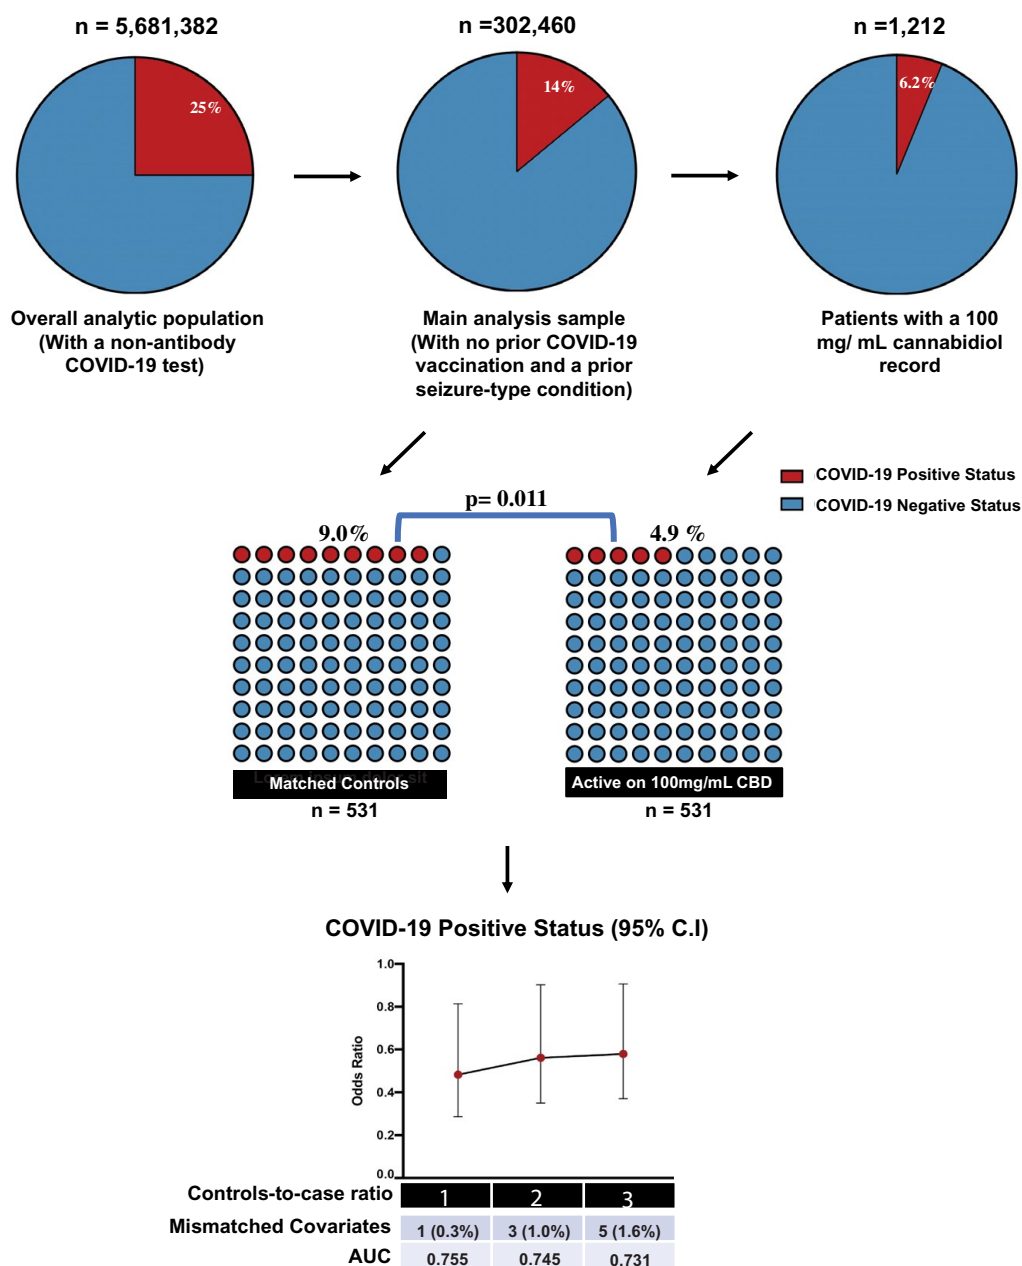 n = 5,681,382
n =302,460
n =1,212
25%
14%
6.2%
Overall analytic population
(With a non-antibody
COVID-19 test)
Main analysis sample
(With no prior COVID-19
vaccination and a prior
seizure-type condition)
Patients with a 100
mg/ mL cannabidiol
record
COVID-19 Positive Status
COVID-19 Negative Status
p= 0.011
9.0%
4.9 %
Lorem ipsum dolor sit
Matched Controls
Active on 100mg/mL CBD
n = 531
n = 531
COVID-19 Positive Status (95% C.I)
1.0
0.8
0.6
0.4
0.2
0.0
Odds Ratio
Controls-to-case ratio 1 2 3
Mismatched Covariates 1 (0.3%) 3 (1.0%) 5 (1.6%)
AUC 0.755 0.745 0.731